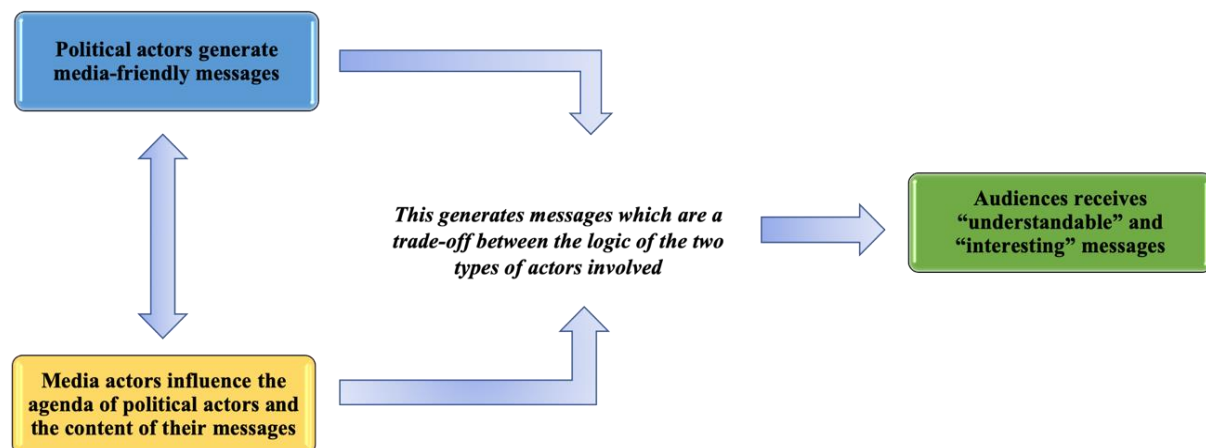 Political actors generate
media-friendly messages
This generates messages which are a
trade-off between the logic of the two
types of actors involved
Audiences receives
“understandable” and
“interesting” messages
Media actors influence the
agenda of political actors and
the content of their messages